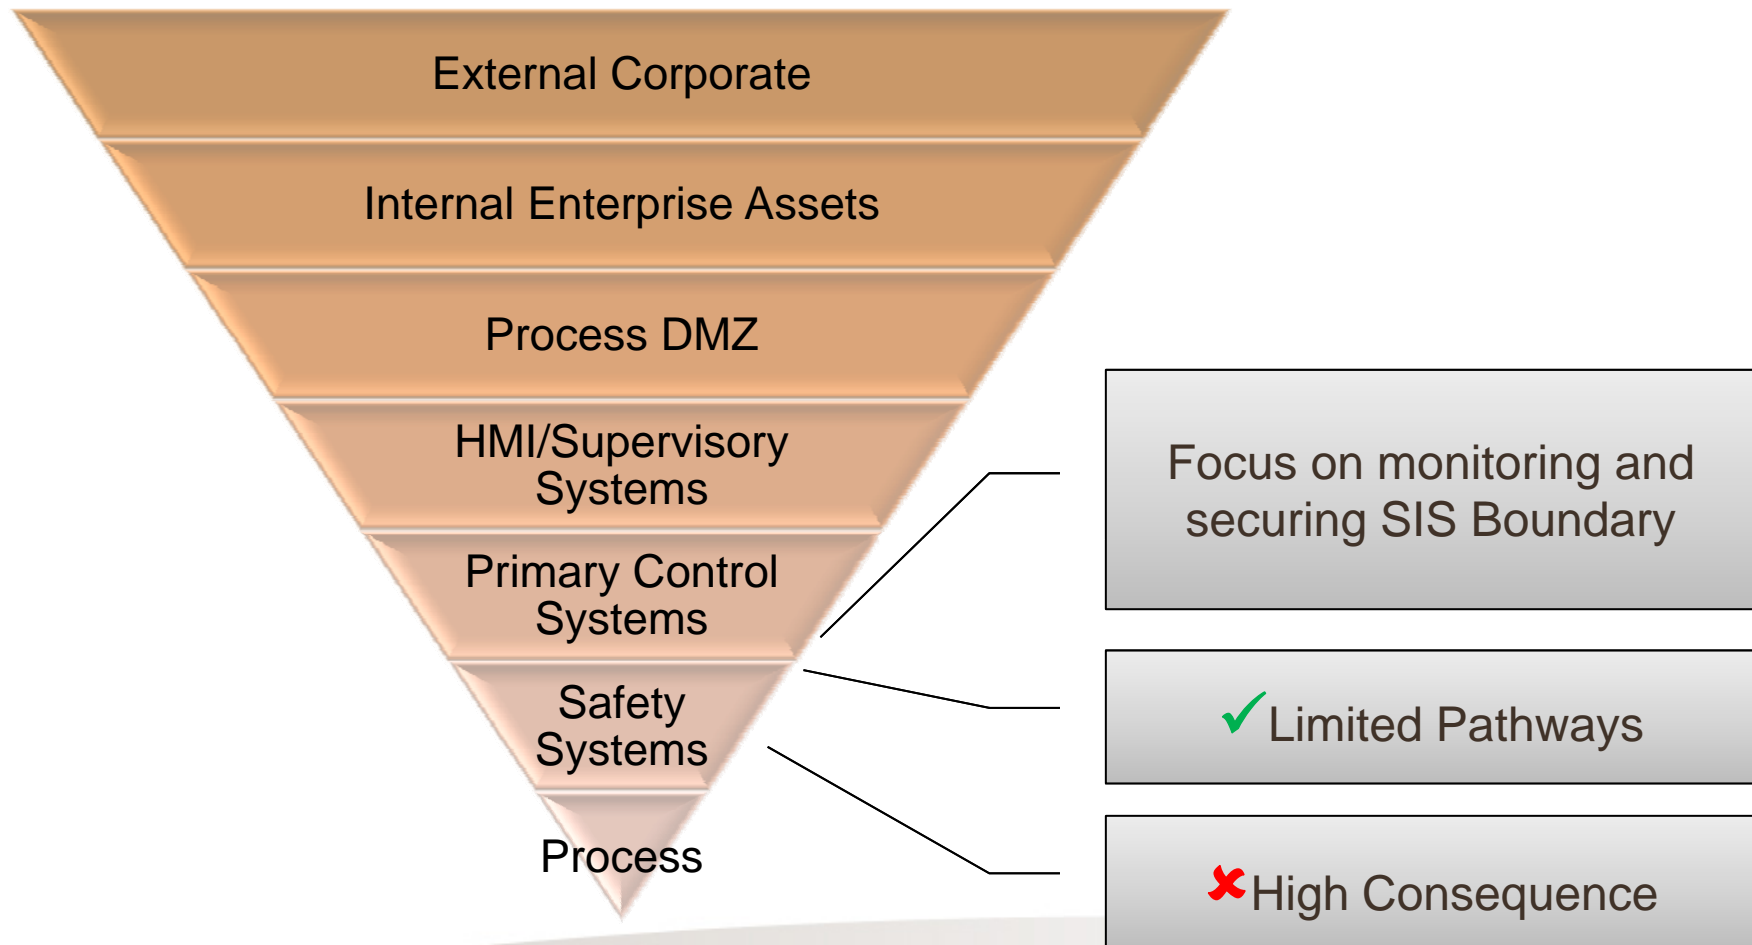 External Corporate
Internal Enterprise Assets
Process DMZ
HMI/Supervisory
Systems
Primary Control
Systems
Safety
Systems
Process
Focus on monitoring and
securing SIS Boundary
✓Limited Pathways
✘High Consequence